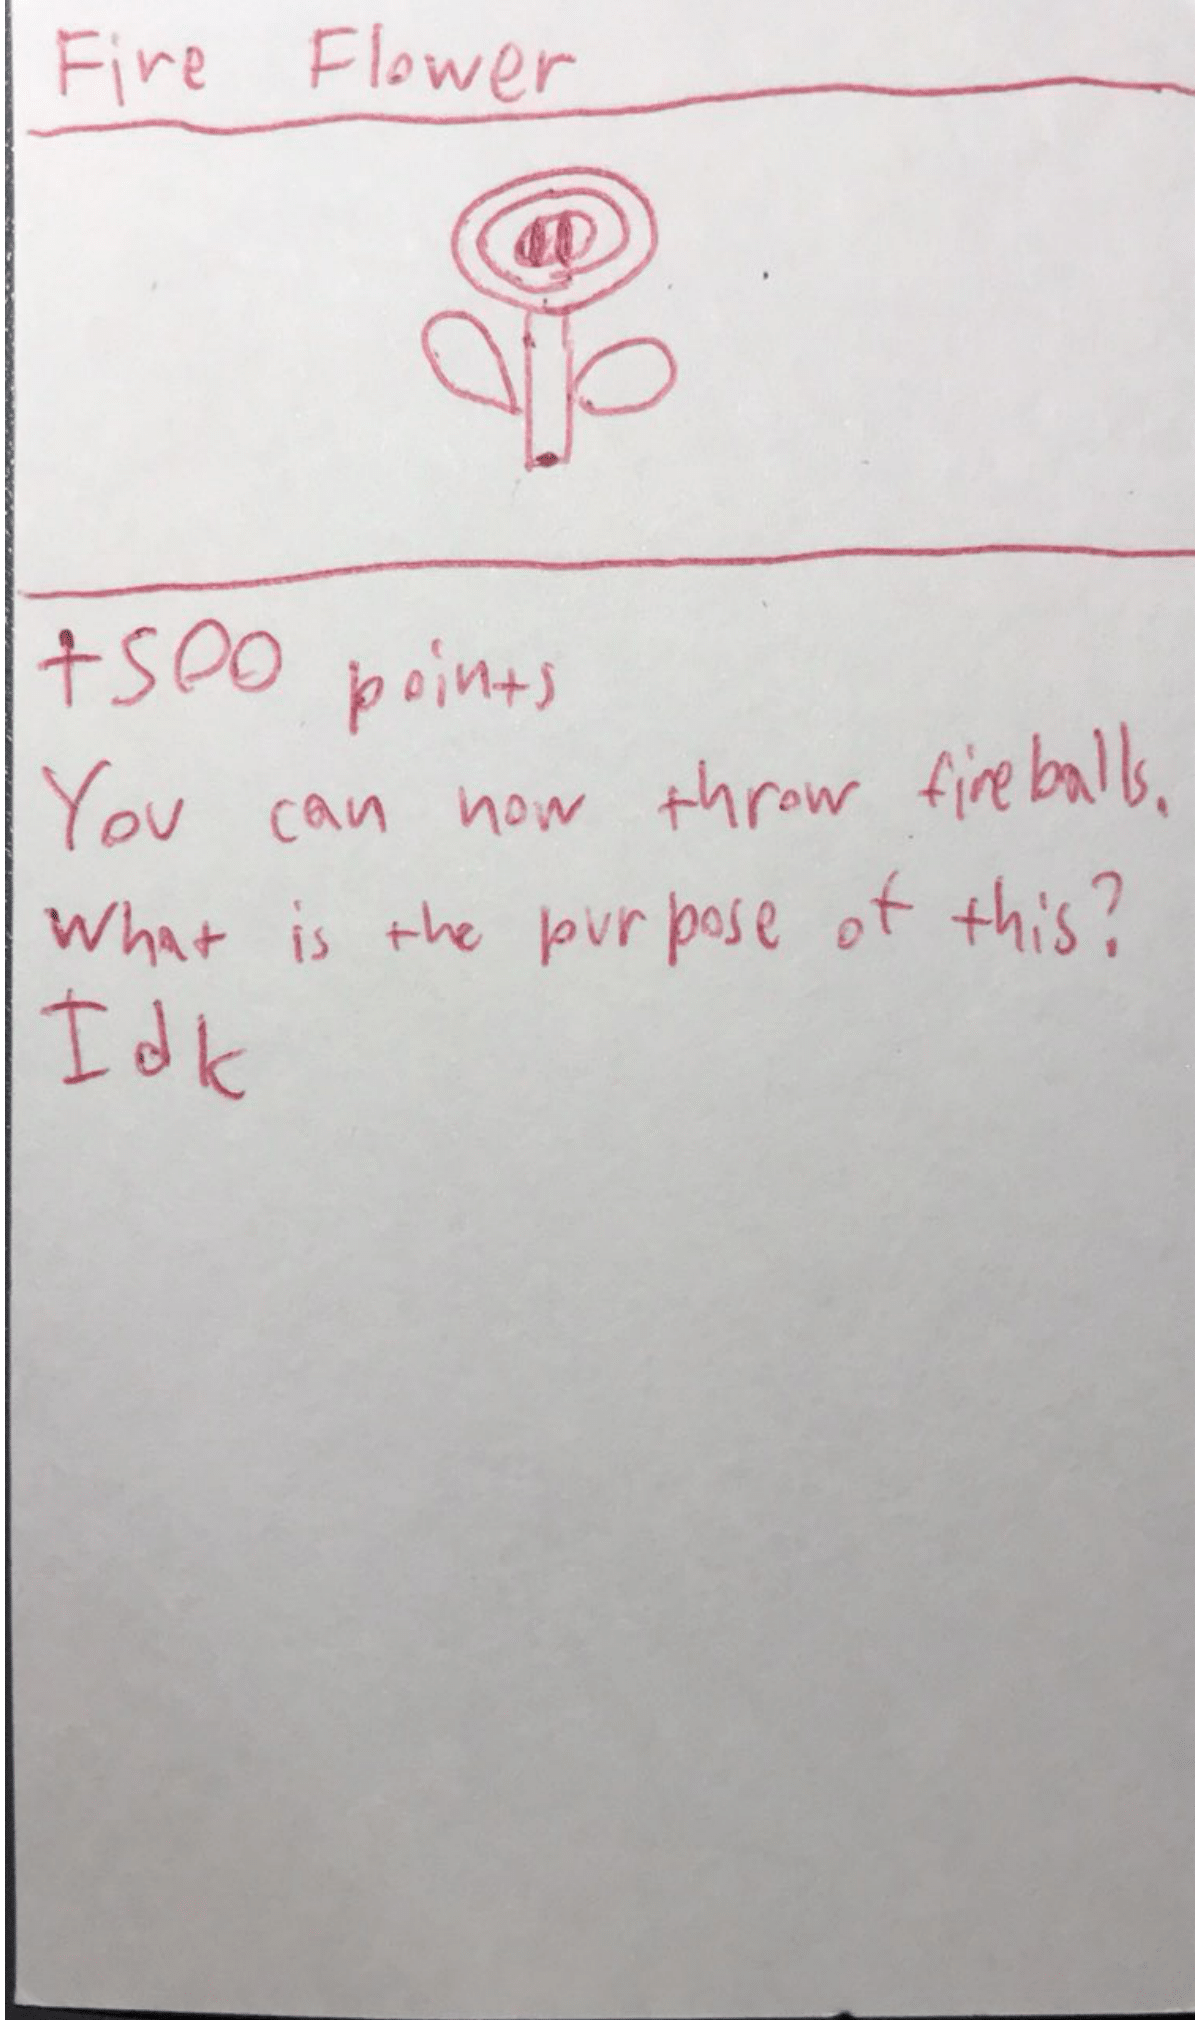 Fire Flower
+500 points
You can now throw fireballs.
What is the purpose of this?
Idk